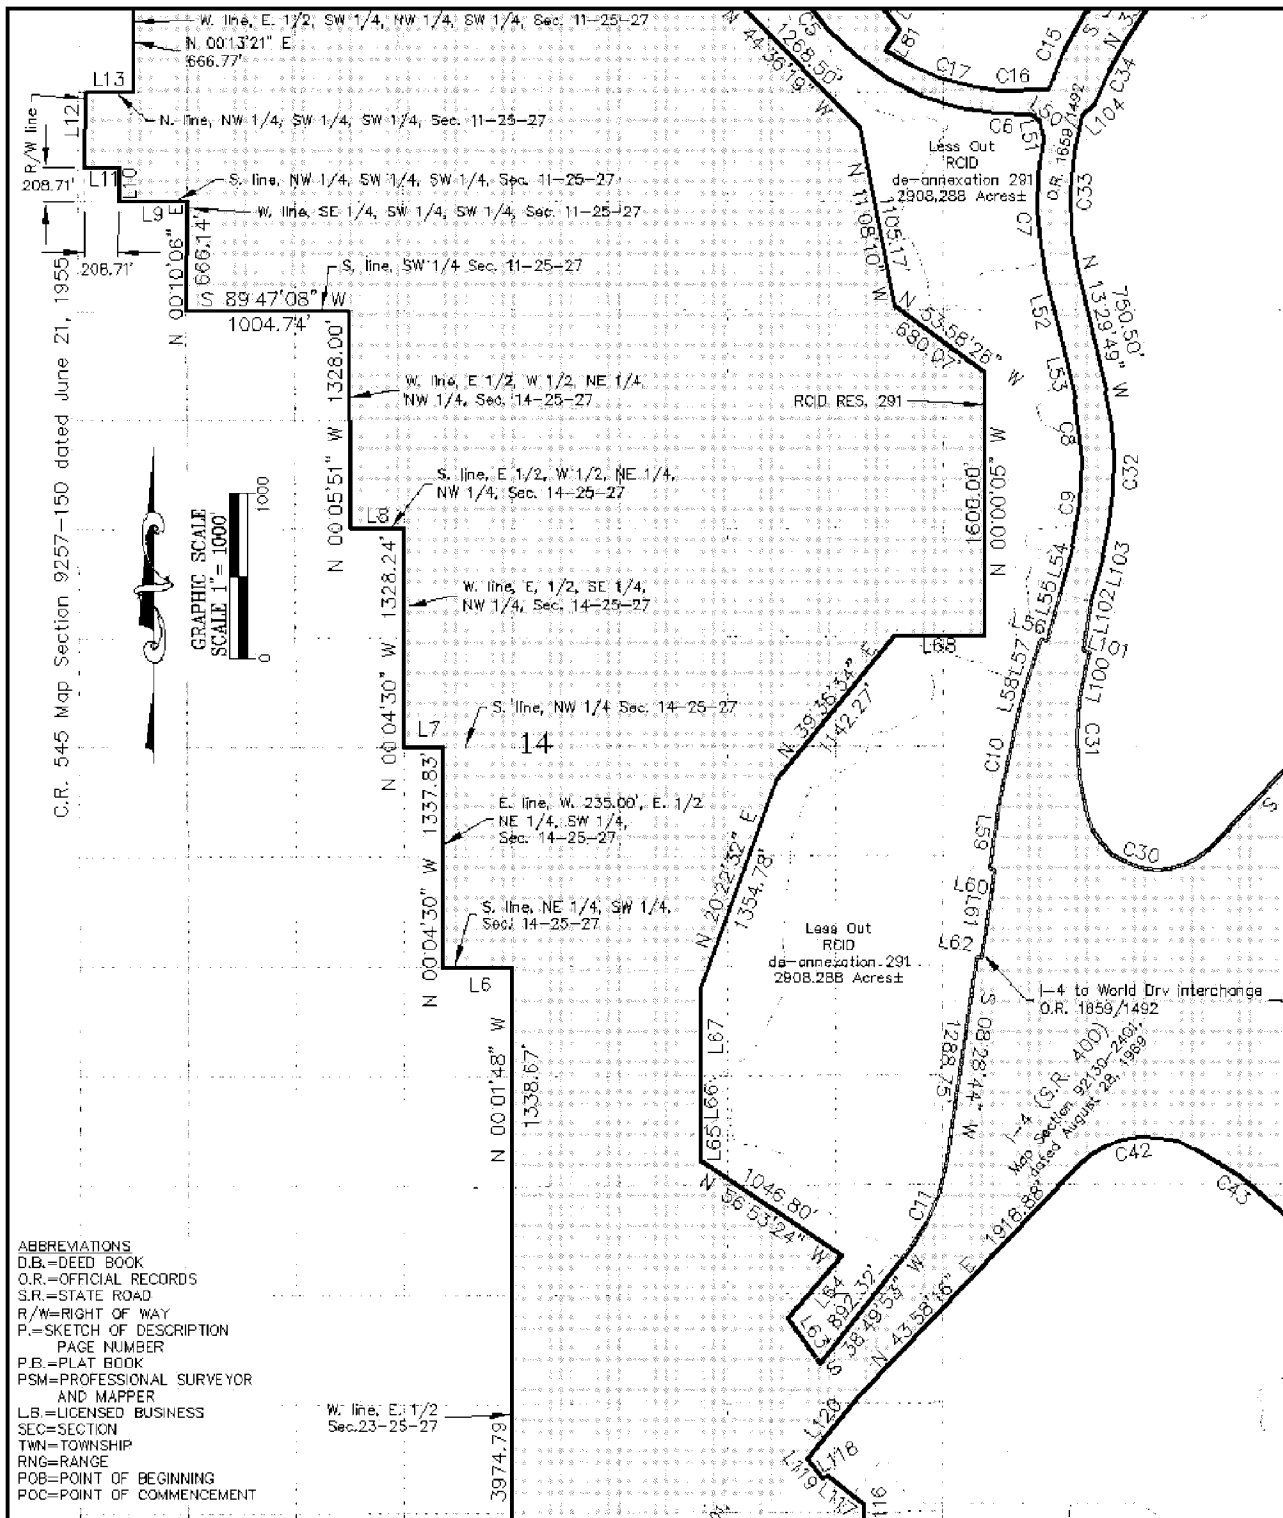 W. line, E. 1/2, SW 1/4, NW 1/4, SW 1/4, Sec. 11-25-27
N 00°13'21" E
666.77'
L13
L12
R/W line
N. line, NW 1/4, SW 1/4, SW 1/4, Sec. 11-25-27
L11
L10
208.71'
S. line, NW 1/4, SW 1/4, SW 1/4, Sec. 11-25-27
L9
W. line, SE 1/4, SW 1/4, SW 1/4, Sec. 11-25-27
208.71'
N 00°10'06" E
666.14'
S. line, SW 1/4 Sec. 11-25-27
S 89°47'08" W
1004.74'
C.R. 545 Map Section 9257-150 dated June 21, 1955
1328.00'
N 00°05'51" W
W. line, E 1/2, W 1/2, NE 1/4,
NW 1/4, Sec. 14-25-27
S. line, E 1/2, W 1/2, NE 1/4,
NW 1/4, Sec. 14-25-27
L8
GRAPHIC SCALE
SCALE 1"= 1000'
0
1000
1328.24'
N 00°04'30" W
W. line, E, 1/2, SE 1/4,
NW 1/4, Sec. 14-25-27
S. line, NW 1/4 Sec. 14-25-27
14
L7
1337.83'
N 00°04'30" W
E. line, W. 235.00', E. 1/2
NE 1/4, SW 1/4,
Sec. 14-25-27
S. line, NE 1/4, SW 1/4,
Sec. 14-25-27
L6
N 00°01'48" W
1338.67'
W. line, E. 1/2
Sec.23-25-27
3974.79
N 44°36'19" W
1268.50'
C5
L81
C17
C16
C15
S
N 3
C34
L104
C6
L50
L51
O.R. 1659/1492
Less Out
RCID
de-annexation 291
2908.288 Acres±
C7
C33
N 11°08'10" W
1105.17'
N 53°58'26" W
680.07'
L52
N 13°29'49" W
750.50'
L53
RCID RES. 291
C8
C32
C9
1609.00'
N 00°00'50" W
L54
L103
L55
L102
L56
L101
L68
L57
L58
L100
N 39°36'34" E
1142.27'
C10
C31
S
L59
C30
L60
L61
L62
N 20°22'32" E
1354.78'
Less Out
RCID
de-annexation 291
2908.288 Acres±
I-4 to World Drv interchange
O.R. 1659/1492
S 08°28'44" W
1288.75'
I-4 (S.R. 400)
Map Section 92130-2401,
dated August 28, 1969
L67
L66
L65
1046.80'
N 56°53'24" W
C11
C42
C43
1918.88'
N 43°58'16" E
L64
L63
892.32'
S 38°49'53" W
L120
L118
L119
L117
L116
ABBREVIATIONS
D.B.=DEED BOOK
O.R.=OFFICIAL RECORDS
S.R.=STATE ROAD
R/W=RIGHT OF WAY
P.=SKETCH OF DESCRIPTION
PAGE NUMBER
P.B.=PLAT BOOK
PSM=PROFESSIONAL SURVEYOR
AND MAPPER
L.B.=LICENSED BUSINESS
SEC=SECTION
TWN=TOWNSHIP
RNG=RANGE
POB=POINT OF BEGINNING
POC=POINT OF COMMENCEMENT